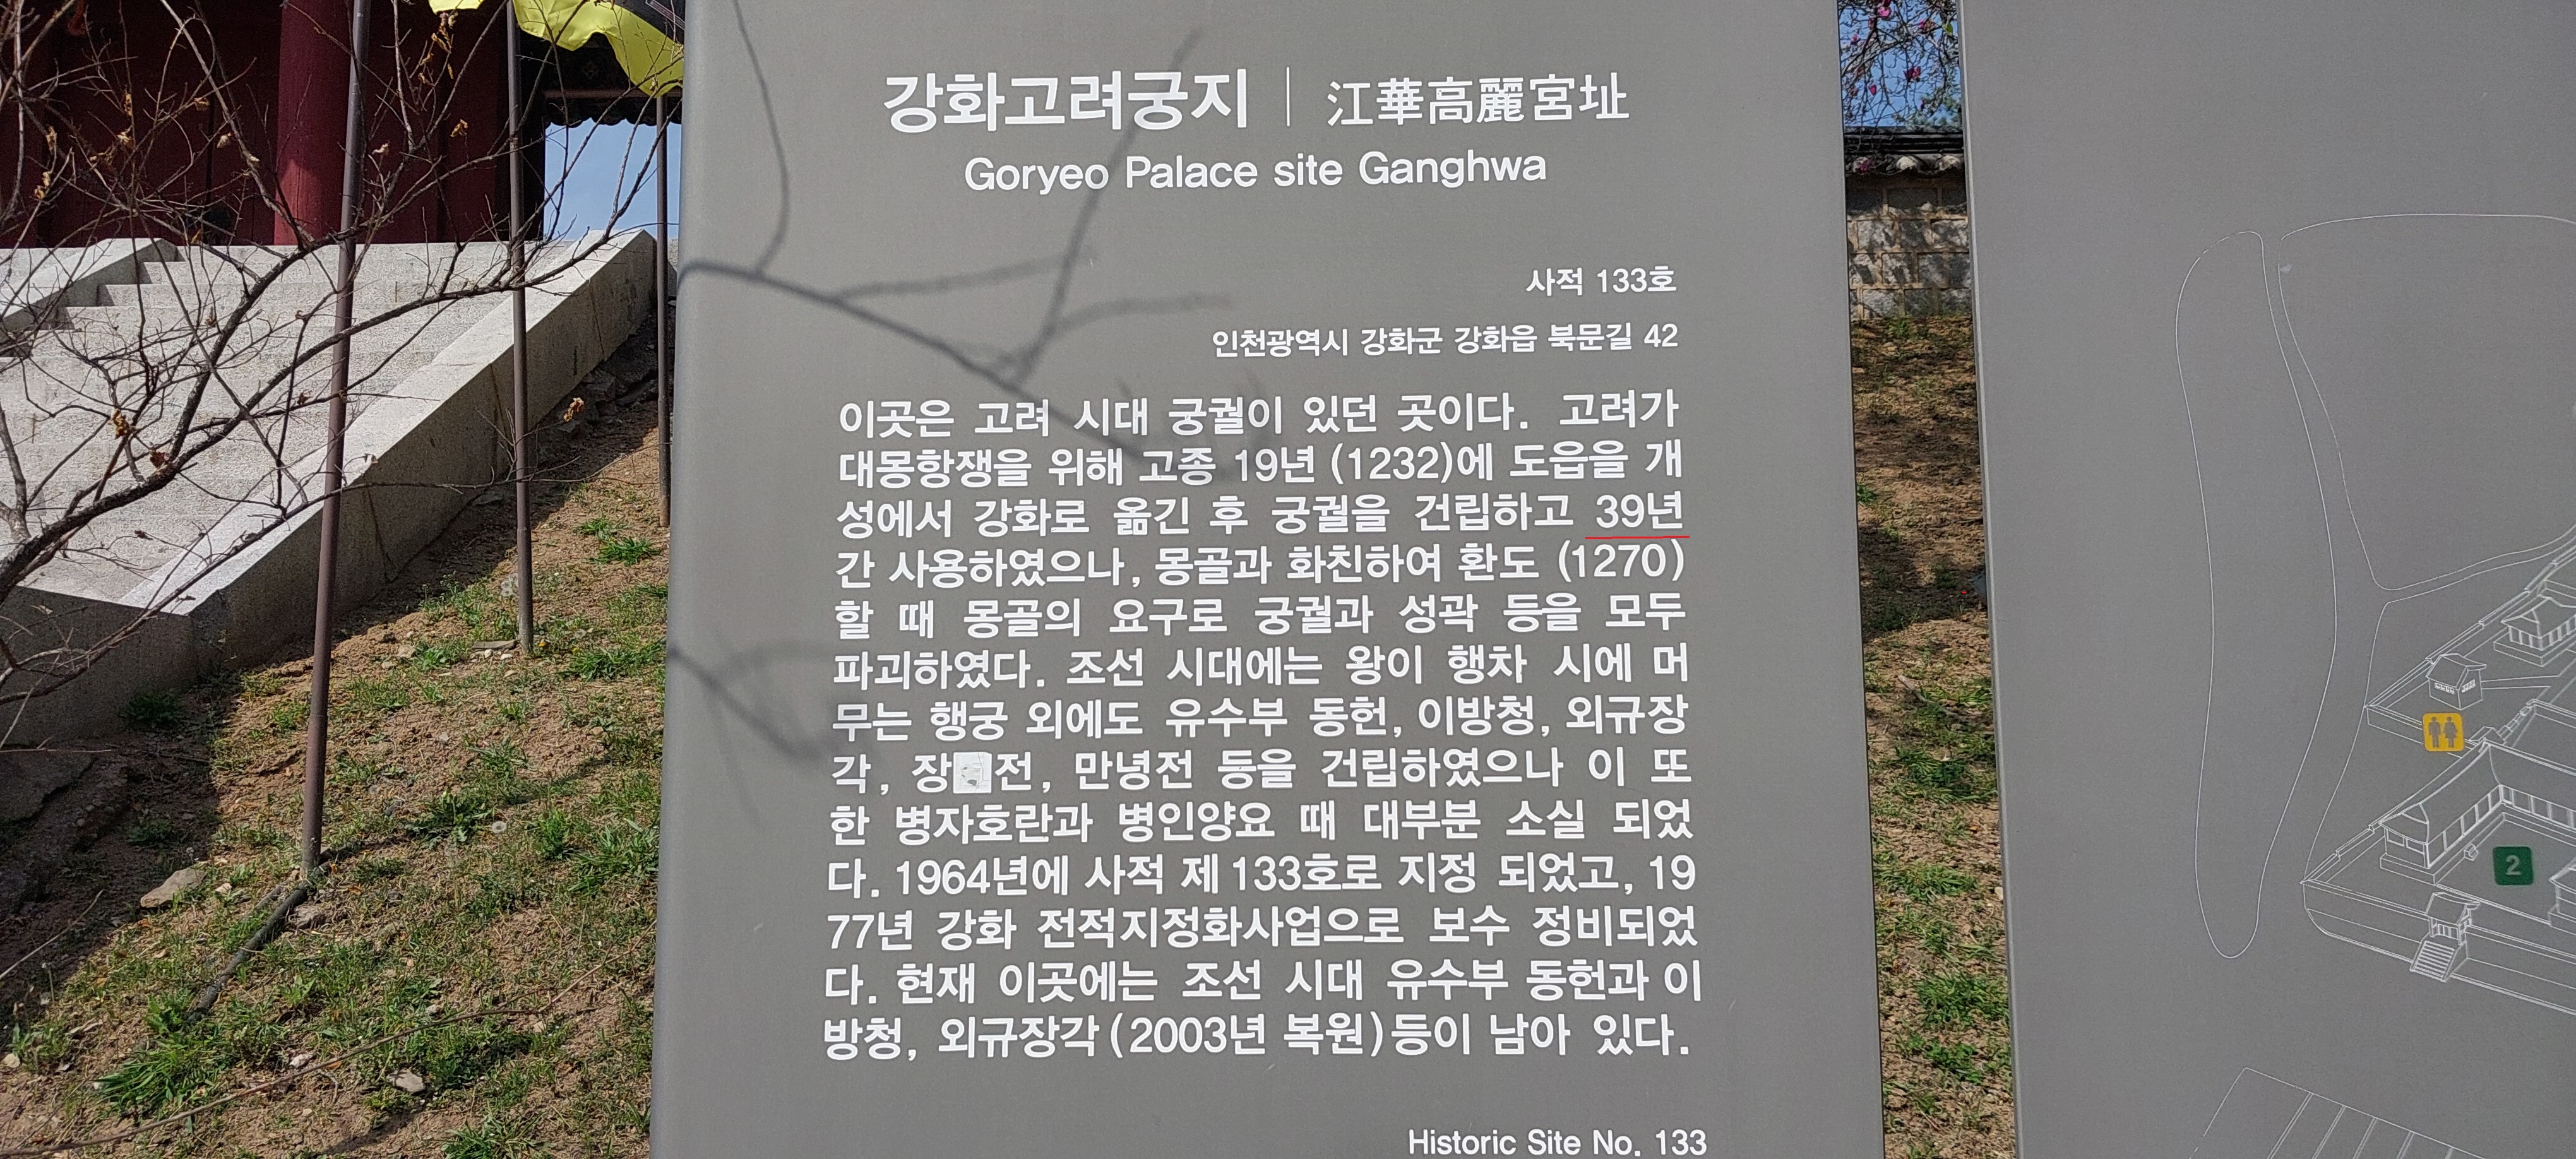 강화고려궁지 | 江華高麗宮址
Goryeo Palace site Ganghwa
사적 133호
인천광역시 강화군 강화읍 북문길 42
이곳은 고려 시대 궁궐이 있던 곳이다. 고려가
대몽항쟁을 위해 고종 19년 (1232)에 도읍을 개
성에서 강화로 옮긴 후 궁궐을 건립하고 39년
간 사용하였으나, 몽골과 화친하여 환도 (1270)
할 때 몽골의 요구로 궁궐과 성곽 등을 모두
파괴하였다. 조선 시대에는 왕이 행차 시에 머
무는 행궁 외에도 유수부 동헌, 이방청, 외규장
각, 장 전, 만녕전 등을 건립하였으나 이 또
한 병자호란과 병인양요 때 대부분 소실 되었
다. 1964년에 사적 제133호로 지정 되었고, 19
77년 강화 전적지정화사업으로 보수 정비되었
다. 현재 이곳에는 조선 시대 유수부 동헌과 이
방청, 외규장각(2003년 복원)등이 남아 있다.
Historic Site No. 133
2